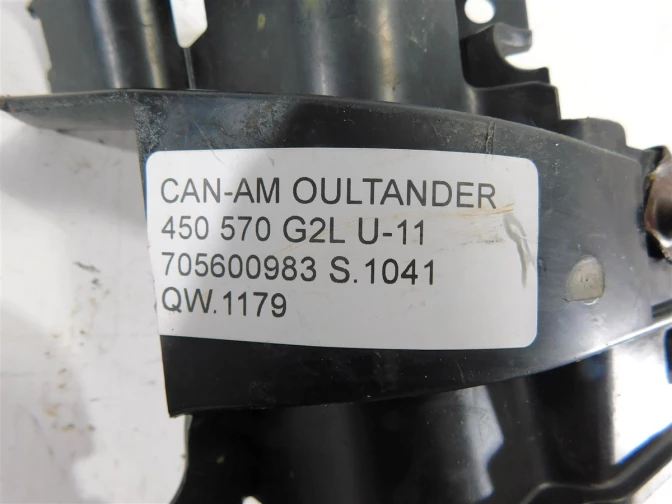 CAN-AM OULTANDER
450 570 G2L U-11
705600983 S.1041
QW.1179